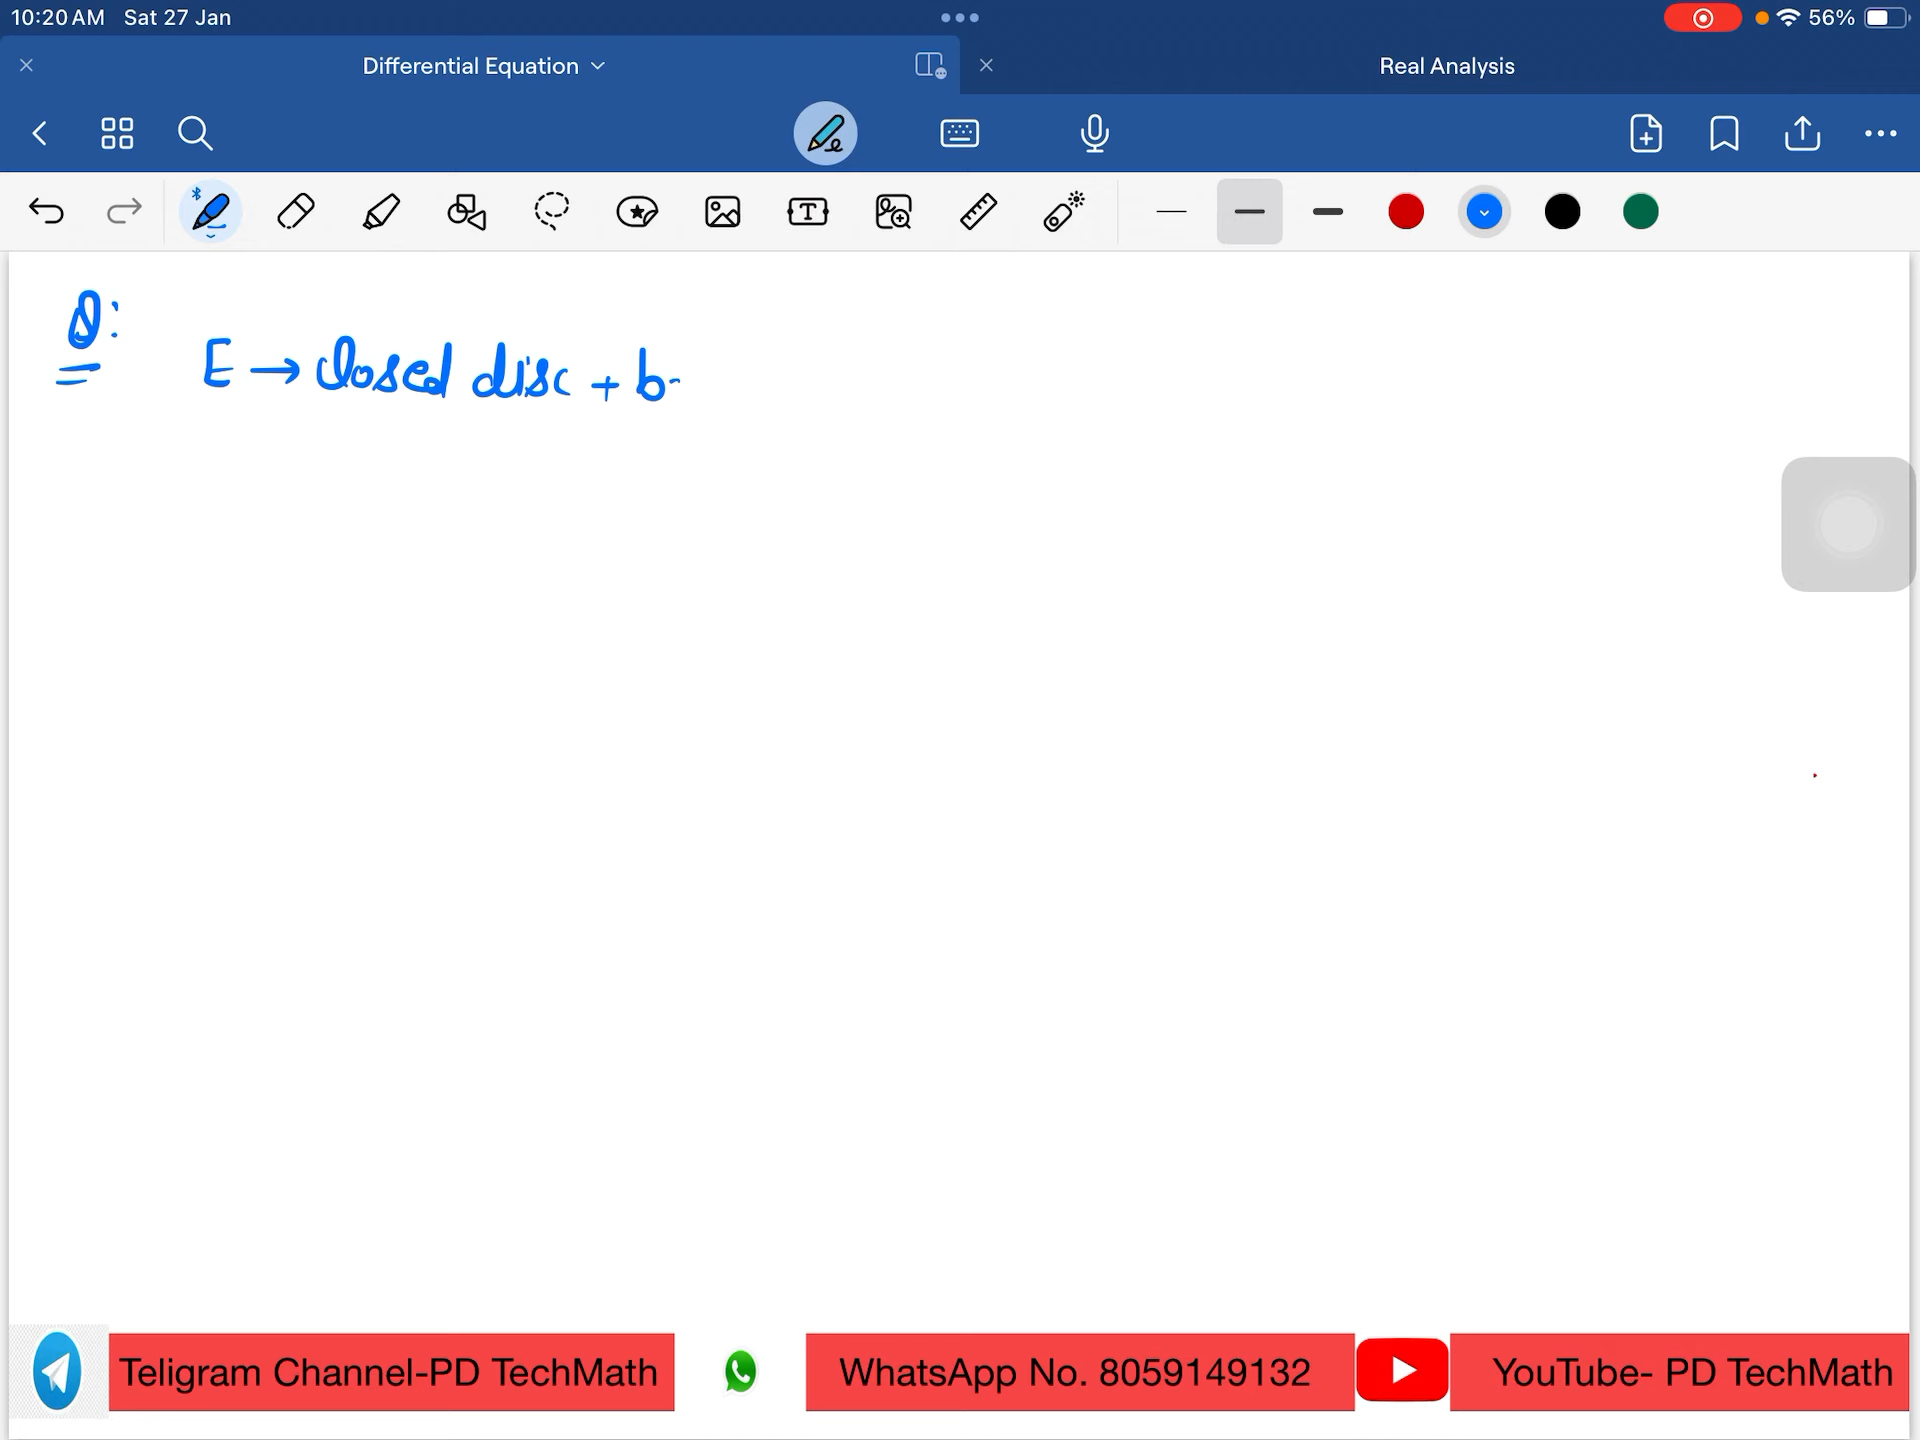 10:20 AM Sat 27 Jan
56%
Differential Equation
Real Analysis
Q:
E → closed disc + b
Teligram Channel-PD TechMath
WhatsApp No. 8059149132
YouTube- PD TechMath